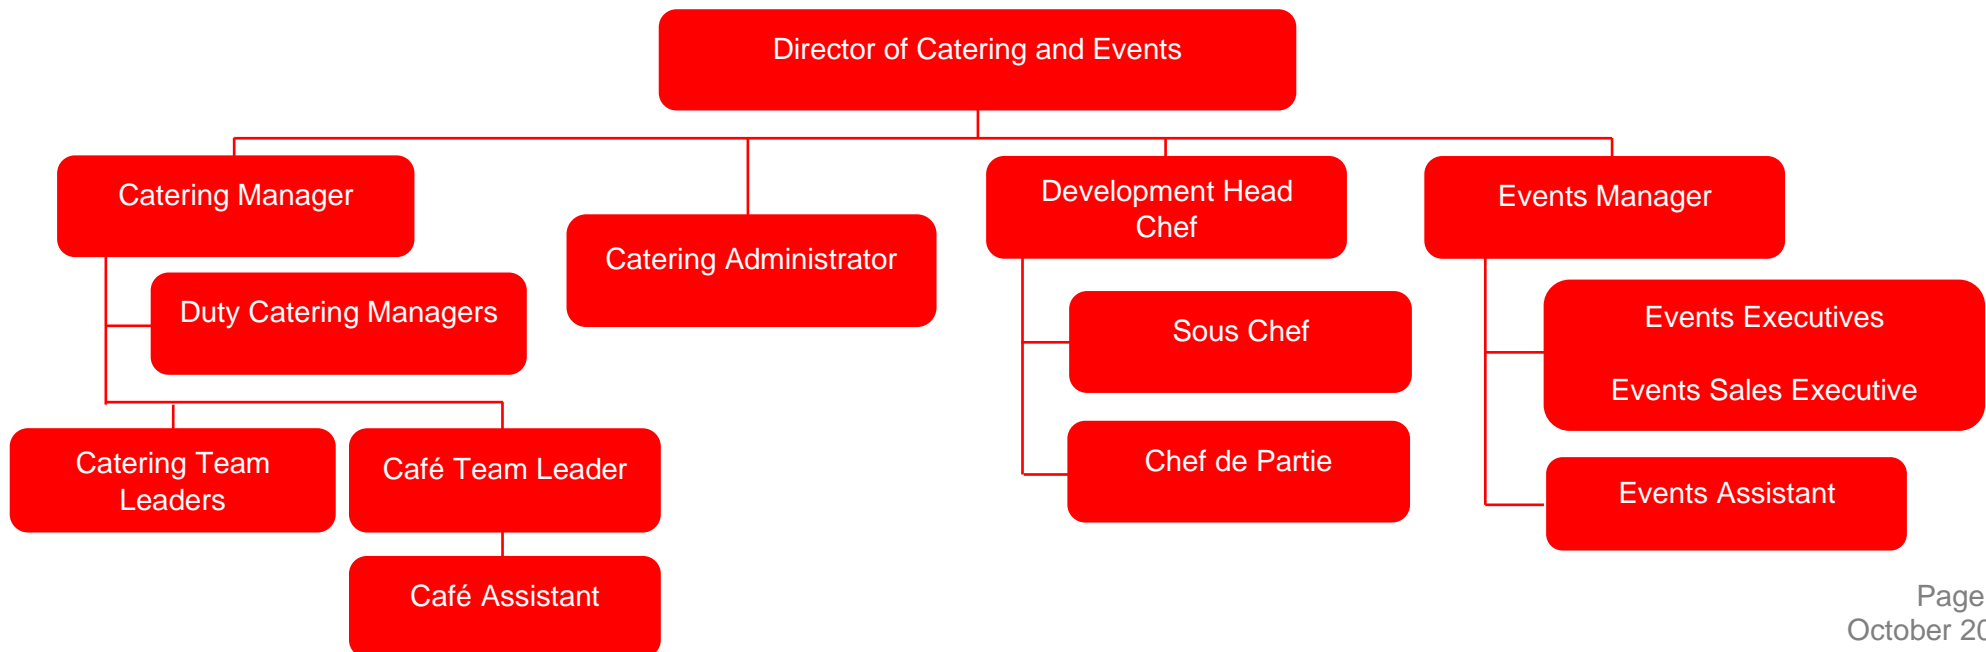 Director of Catering and Events
Catering Manager
Catering Administrator
Development Head
Chef
Events Manager
Duty Catering Managers
Sous Chef
Events Executives
Events Sales Executive
Catering Team
Leaders
Café Team Leader
Chef de Partie
Events Assistant
Café Assistant
Page
October 20